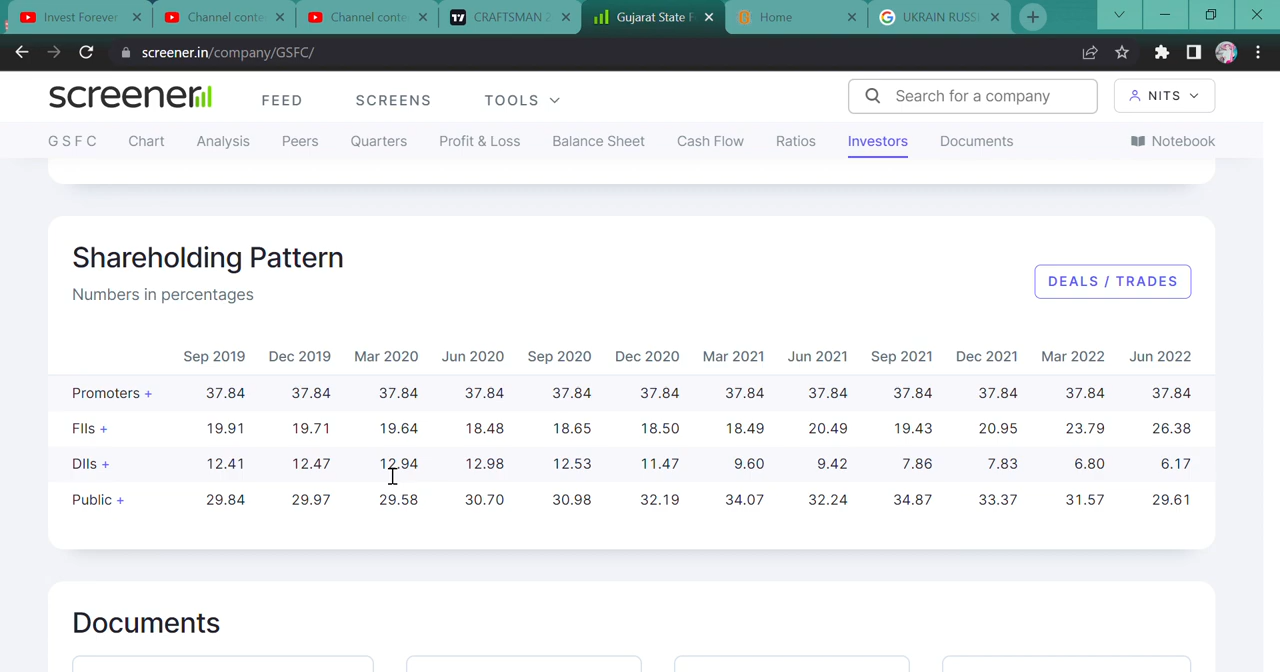 Invest Forever
Channel conte
Channel conte
CRAFTSMAN 2
Gujarat State F
Home
UKRAIN RUSSI
screener.in/company/GSFC/
screener
FEED
SCREENS
TOOLS
Search for a company
NITS
G S F C Chart Analysis Peers Quarters Profit & Loss Balance Sheet Cash Flow Ratios Investors Documents Notebook
Shareholding Pattern
Numbers in percentages
DEALS / TRADES
Sep 2019 Dec 2019 Mar 2020 Jun 2020 Sep 2020 Dec 2020 Mar 2021 Jun 2021 Sep 2021 Dec 2021 Mar 2022 Jun 2022
Promoters + 37.84 37.84 37.84 37.84 37.84 37.84 37.84 37.84 37.84 37.84 37.84 37.84
FIIs + 19.91 19.71 19.64 18.48 18.65 18.50 18.49 20.49 19.43 20.95 23.79 26.38
DIIs + 12.41 12.47 12.94 12.98 12.53 11.47 9.60 9.42 7.86 7.83 6.80 6.17
Public + 29.84 29.97 29.58 30.70 30.98 32.19 34.07 32.24 34.87 33.37 31.57 29.61
Documents